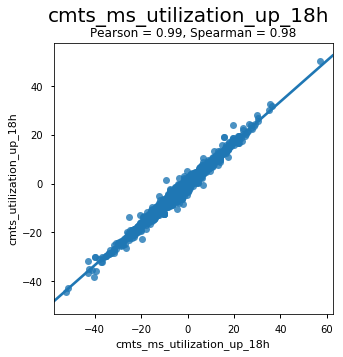 cmts_ms_utilization_up_18h
Pearson = 0.99, Spearman = 0.98
40
20
0
−20
−40
cmts_utilization_up_18h
−40
−20
0
20
40
60
cmts_ms_utilization_up_18h